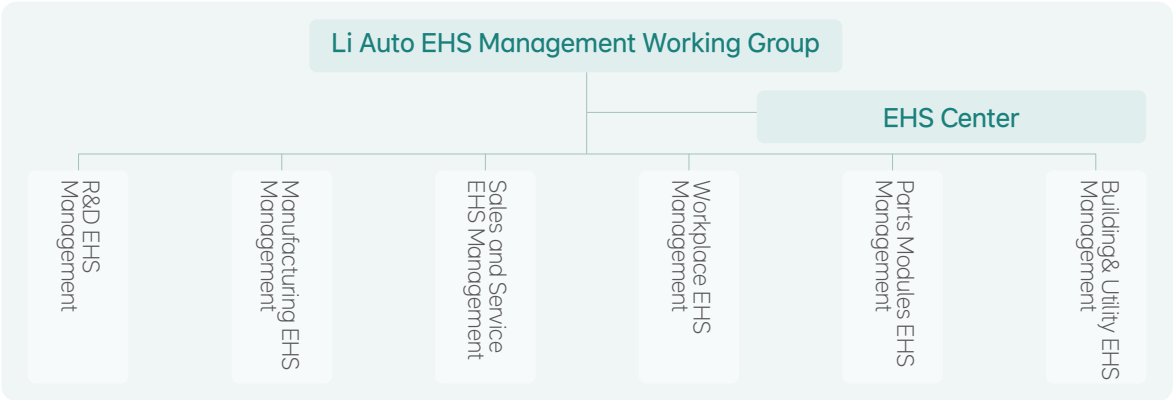 Li Auto EHS Management Working Group
EHS Center
R&D EHS
Management
Manufacturing EHS
Management
Sales and Service
EHS Management
Workplace EHS
Management
Parts Modules EHS
Management
Building& Utility EHS
Management